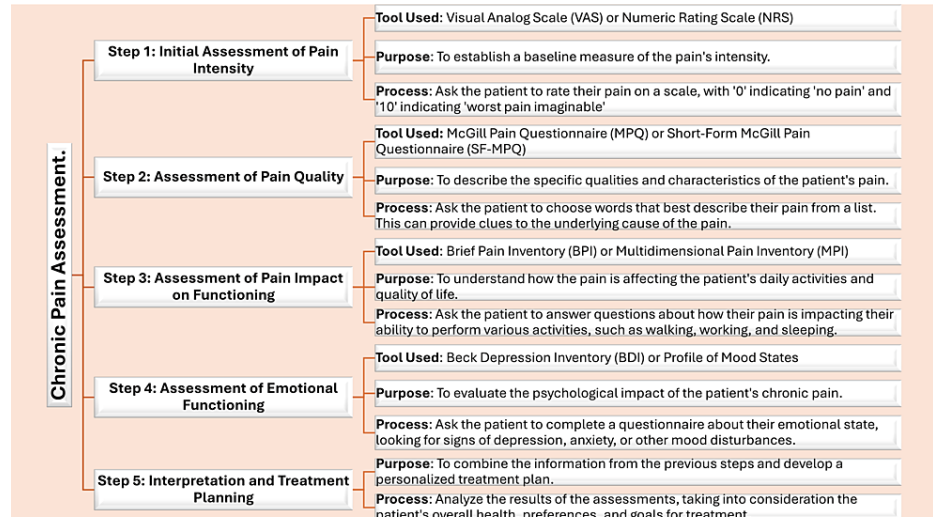 Chronic Pain Assessment.
Step 1: Initial Assessment of Pain
Intensity
Tool Used: Visual Analog Scale (VAS) or Numeric Rating Scale (NRS)
Purpose: To establish a baseline measure of the pain's intensity.
Process: Ask the patient to rate their pain on a scale, with '0' indicating 'no pain' and
'10' indicating 'worst pain imaginable'
Step 2: Assessment of Pain Quality
Tool Used: McGill Pain Questionnaire (MPQ) or Short-Form McGill Pain
Questionnaire (SF-MPQ)
Purpose: To describe the specific qualities and characteristics of the patient's pain.
Process: Ask the patient to choose words that best describe their pain from a list.
This can provide clues to the underlying cause of the pain.
Step 3: Assessment of Pain Impact
on Functioning
Tool Used: Brief Pain Inventory (BPI) or Multidimensional Pain Inventory (MPI)
Purpose: To understand how the pain is affecting the patient's daily activities and
quality of life.
Process: Ask the patient to answer questions about how their pain is impacting their
ability to perform various activities, such as walking, working, and sleeping.
Step 4: Assessment of Emotional
Functioning
Tool Used: Beck Depression Inventory (BDI) or Profile of Mood States
Purpose: To evaluate the psychological impact of the patient's chronic pain.
Process: Ask the patient to complete a questionnaire about their emotional state,
looking for signs of depression, anxiety, or other mood disturbances.
Step 5: Interpretation and Treatment
Planning
Purpose: To combine the information from the previous steps and develop a
personalized treatment plan.
Process: Analyze the results of the assessments, taking into consideration the
patient's overall health, preferences, and goals for treatment